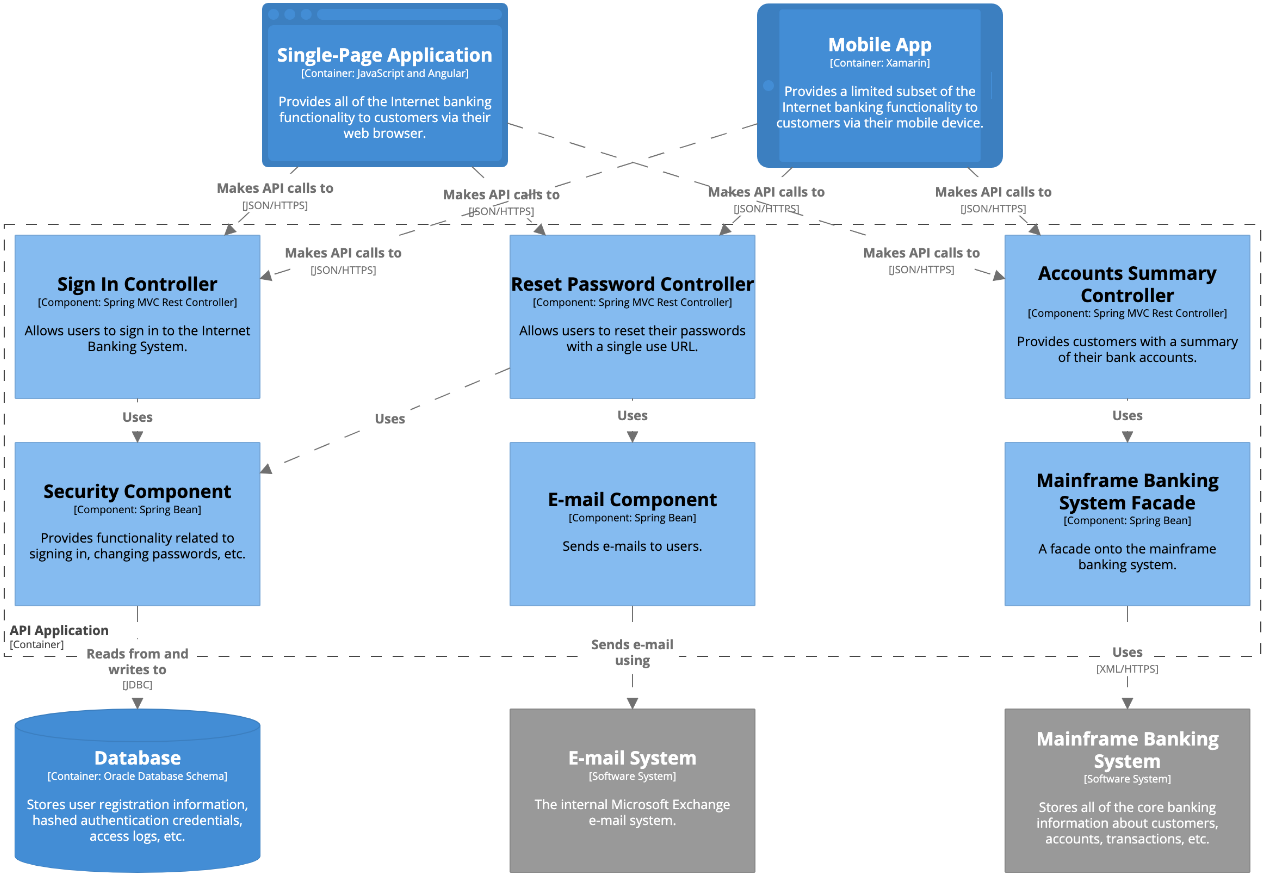 Single-Page Application
[Container: JavaScript and Angular]
Provides all of the Internet banking
functionality to customers via their
web browser.
Mobile App
[Container: Xamarin]
Provides a limited subset of the
Internet banking functionality to
customers via their mobile device.
Makes API calls to
[JSON/HTTPS]
Makes API calls to
[JSON/HTTPS]
Makes API calls to
[JSON/HTTPS]
Makes API calls to
[JSON/HTTPS]
Makes API calls to
[JSON/HTTPS]
Makes API calls to
[JSON/HTTPS]
Sign In Controller
[Component: Spring MVC Rest Controller]
Allows users to sign in to the Internet
Banking System.
Reset Password Controller
[Component: Spring MVC Rest Controller]
Allows users to reset their passwords
with a single use URL.
Accounts Summary
Controller
[Component: Spring MVC Rest Controller]
Provides customers with a summary
of their bank accounts.
Uses
Uses
Uses
Uses
Security Component
[Component: Spring Bean]
Provides functionality related to
signing in, changing passwords, etc.
E-mail Component
[Component: Spring Bean]
Sends e-mails to users.
Mainframe Banking
System Facade
[Component: Spring Bean]
A facade onto the mainframe
banking system.
API Application
[Container]
Reads from and
writes to
[JDBC]
Sends e-mail
using
Uses
[XML/HTTPS]
Database
[Container: Oracle Database Schema]
Stores user registration information,
hashed authentication credentials,
access logs, etc.
E-mail System
[Software System]
The internal Microsoft Exchange
e-mail system.
Mainframe Banking
System
[Software System]
Stores all of the core banking
information about customers,
accounts, transactions, etc.